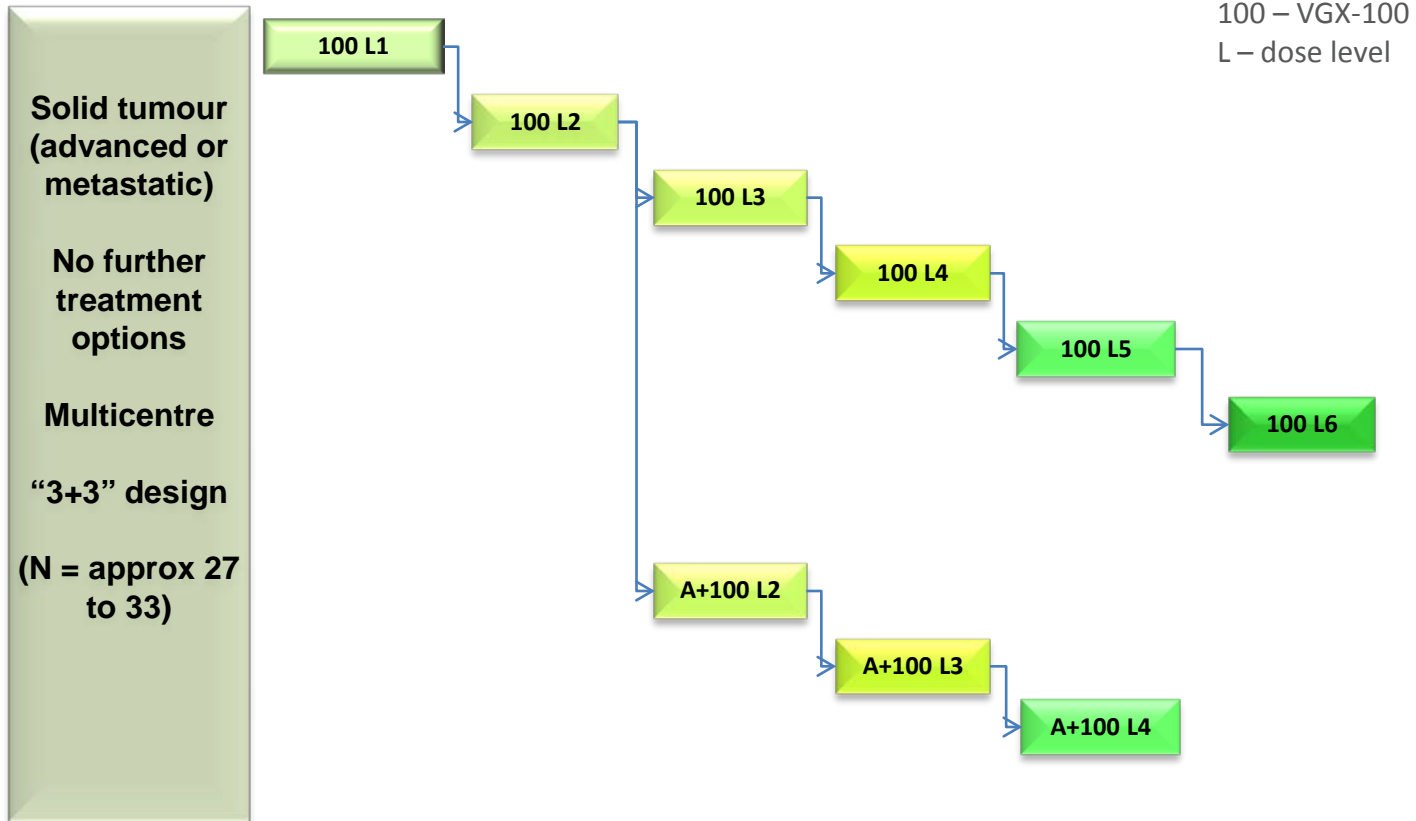 100 – VGX-100
L – dose level
Solid tumour
(advanced or
metastatic)
No further
treatment
options
Multicentre
“3+3” design
(N = approx 27
to 33)
100 L1
100 L2
100 L3
100 L4
100 L5
100 L6
A+100 L2
A+100 L3
A+100 L4